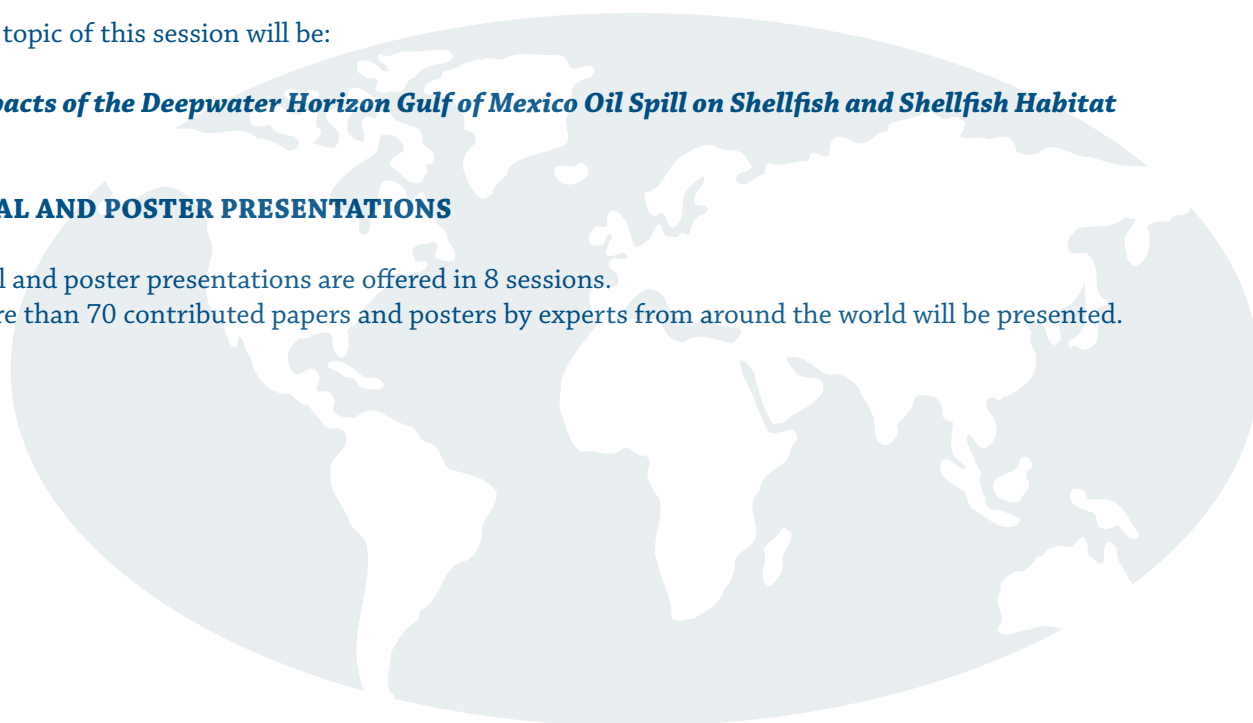 topic of this session will be:
pacts of the Deepwater Horizon Gulf of Mexico Oil Spill on Shellfish and Shellfish Habitat
AL AND POSTER PRESENTATIONS
l and poster presentations are offered in 8 sessions.
re than 70 contributed papers and posters by experts from around the world will be presented.